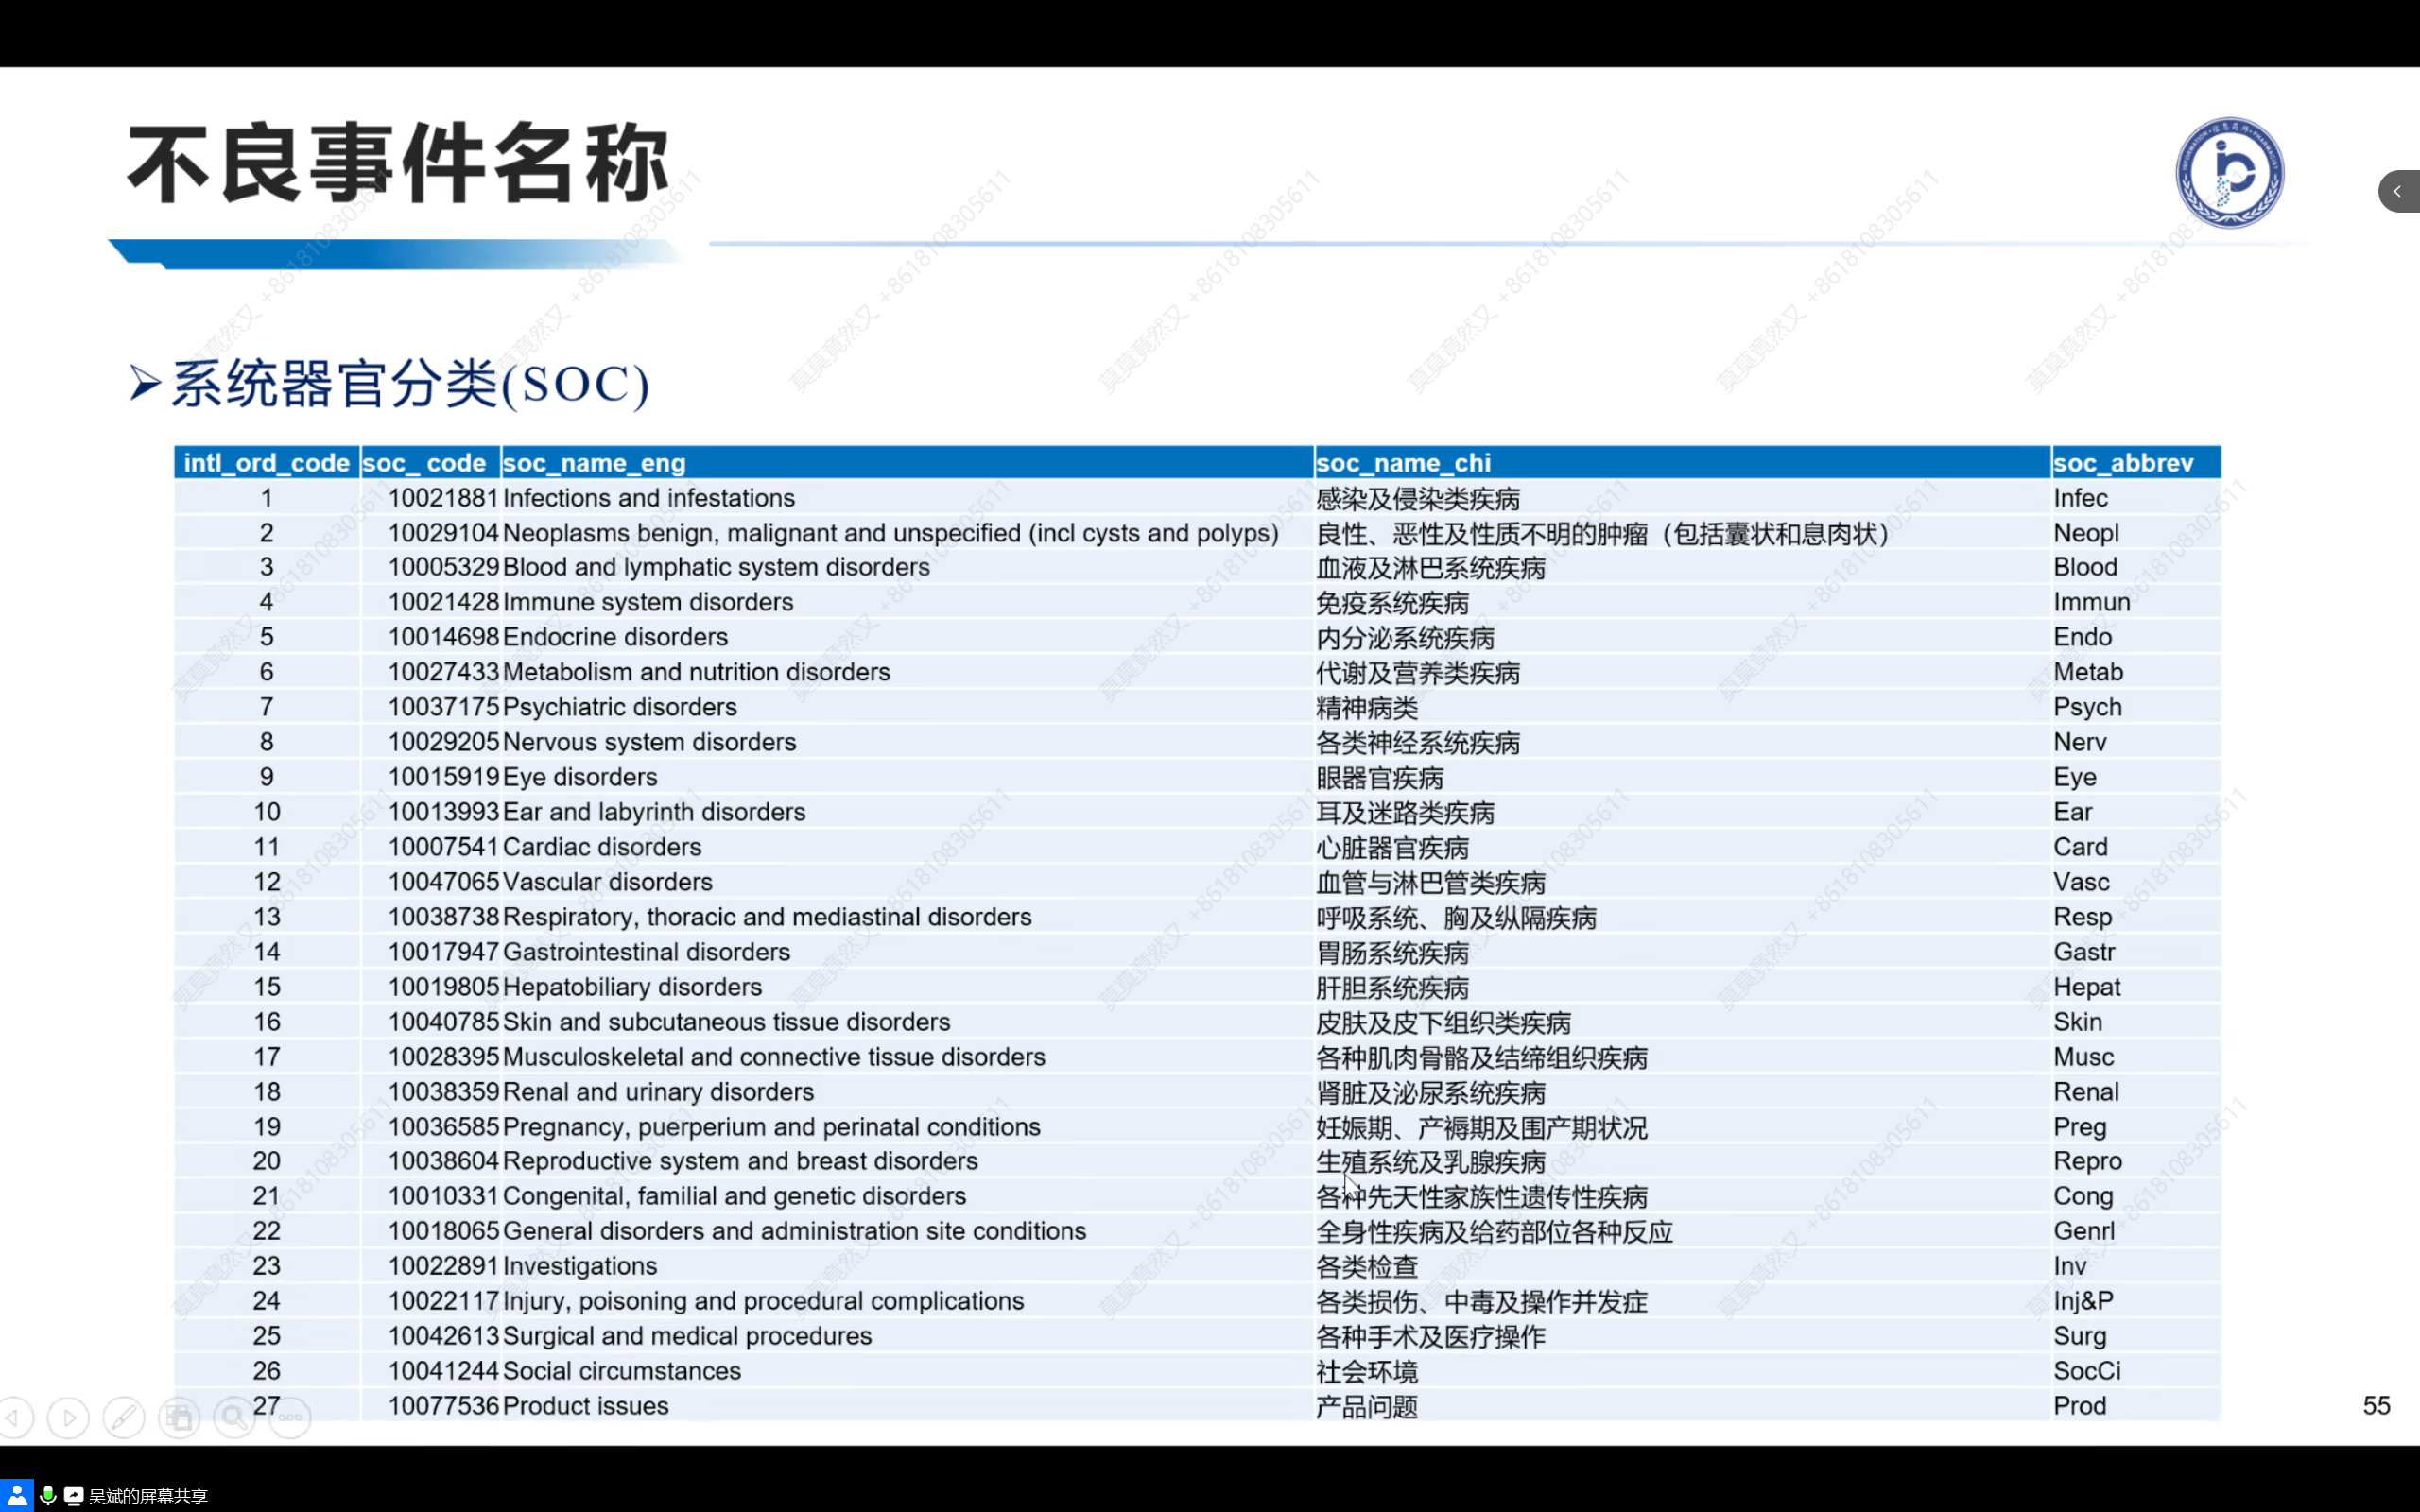 不良事件名称
系统器官分类(SOC)
intl_ord_code soc_ code soc_name_eng soc_name_chi soc_abbrev
1 10021881 Infections and infestations 感染及侵染类疾病 Infec
2 10029104 Neoplasms benign, malignant and unspecified (incl cysts and polyps) 良性、恶性及性质不明的肿瘤（包括囊状和息肉状） Neopl
3 10005329 Blood and lymphatic system disorders 血液及淋巴系统疾病 Blood
4 10021428 Immune system disorders 免疫系统疾病 Immun
5 10014698 Endocrine disorders 内分泌系统疾病 Endo
6 10027433 Metabolism and nutrition disorders 代谢及营养类疾病 Metab
7 10037175 Psychiatric disorders 精神病类 Psych
8 10029205 Nervous system disorders 各类神经系统疾病 Nerv
9 10015919 Eye disorders 眼器官疾病 Eye
10 10013993 Ear and labyrinth disorders 耳及迷路类疾病 Ear
11 10007541 Cardiac disorders 心脏器官疾病 Card
12 10047065 Vascular disorders 血管与淋巴管类疾病 Vasc
13 10038738 Respiratory, thoracic and mediastinal disorders 呼吸系统、胸及纵隔疾病 Resp
14 10017947 Gastrointestinal disorders 胃肠系统疾病 Gastr
15 10019805 Hepatobiliary disorders 肝胆系统疾病 Hepat
16 10040785 Skin and subcutaneous tissue disorders 皮肤及皮下组织类疾病 Skin
17 10028395 Musculoskeletal and connective tissue disorders 各种肌肉骨骼及结缔组织疾病 Musc
18 10038359 Renal and urinary disorders 肾脏及泌尿系统疾病 Renal
19 10036585 Pregnancy, puerperium and perinatal conditions 妊娠期、产褥期及围产期状况 Preg
20 10038604 Reproductive system and breast disorders 生殖系统及乳腺疾病 Repro
21 10010331 Congenital, familial and genetic disorders 各种先天性家族性遗传性疾病 Cong
22 10018065 General disorders and administration site conditions 全身性疾病及给药部位各种反应 Genrl
23 10022891 Investigations 各类检查 Inv
24 10022117 Injury, poisoning and procedural complications 各类损伤、中毒及操作并发症 Inj&P
25 10042613 Surgical and medical procedures 各种手术及医疗操作 Surg
26 10041244 Social circumstances 社会环境 SocCi
27 10077536 Product issues 产品问题 Prod
55
吴斌的屏幕共享
莫莫竟然又 +8618108305611